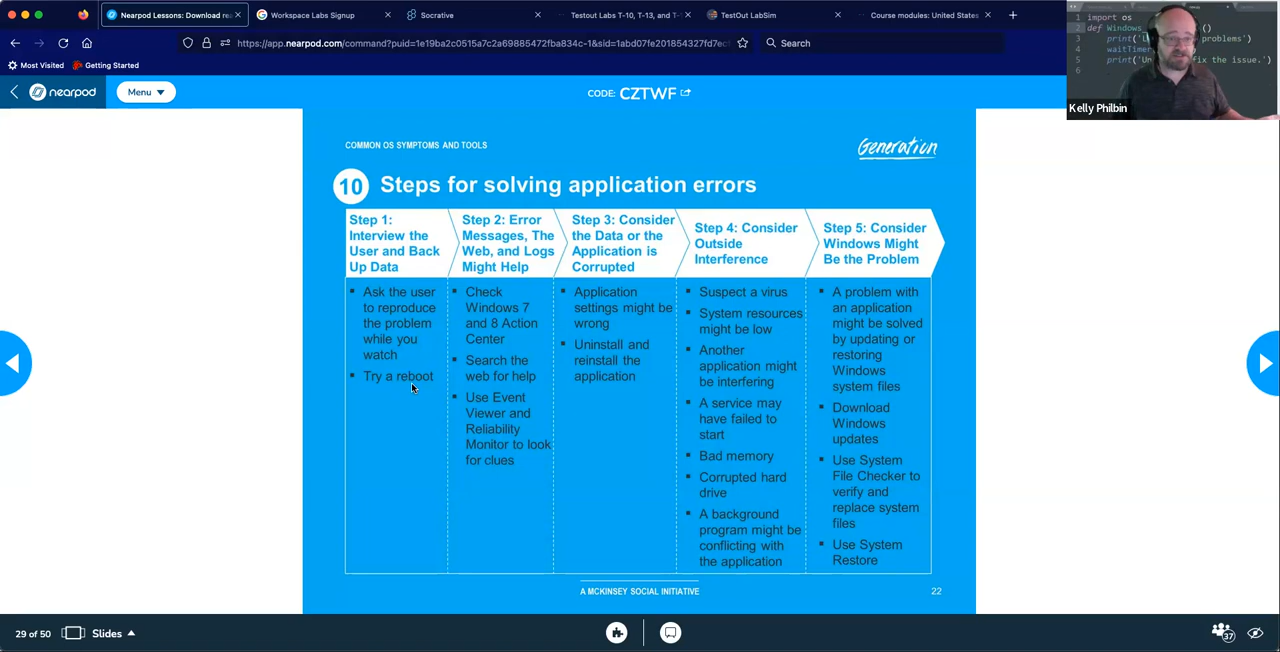 Nearpod Lessons: Download rea
Workspace Labs Signup
Socrative
Testout Labs T-10, T-13, and T-
TestOut LabSim
Course modules: United States
https://app.nearpod.com/command?puid=1e19ba2c0515a7c2a69885472fba834c-1&sid=1abd07fe201854327fd7ec
Search
Most Visited
Getting Started
nearpod
Menu
CODE: CZTWF
1 import os
2 def Windows
()
3 print('U
problems')
4 waitTimer
5 print('Un
fix the issue.')
6
Kelly Philbin
COMMON OS SYMPTOMS AND TOOLS
Generation
10
Steps for solving application errors
Step 1:
Interview the
User and Back
Up Data
Ask the user
to reproduce
the problem
while you
watch
Try a reboot
Step 2: Error
Messages, The
Web, and Logs
Might Help
Check
Windows 7
and 8 Action
Center
Search the
web for help
Use Event
Viewer and
Reliability
Monitor to look
for clues
Step 3: Consider
the Data or the
Application is
Corrupted
Application
settings might be
wrong
Uninstall and
reinstall the
application
Step 4: Consider
Outside
Interference
Suspect a virus
System resources
might be low
Another
application might
be interfering
A service may
have failed to
start
Bad memory
Corrupted hard
drive
A background
program might be
conflicting with
the application
Step 5: Consider
Windows Might
Be the Problem
A problem with
an application
might be solved
by updating or
restoring
Windows
system files
Download
Windows
updates
Use System
File Checker to
verify and
replace system
files
Use System
Restore
A MCKINSEY SOCIAL INITIATIVE
22
29 of 50
Slides
37